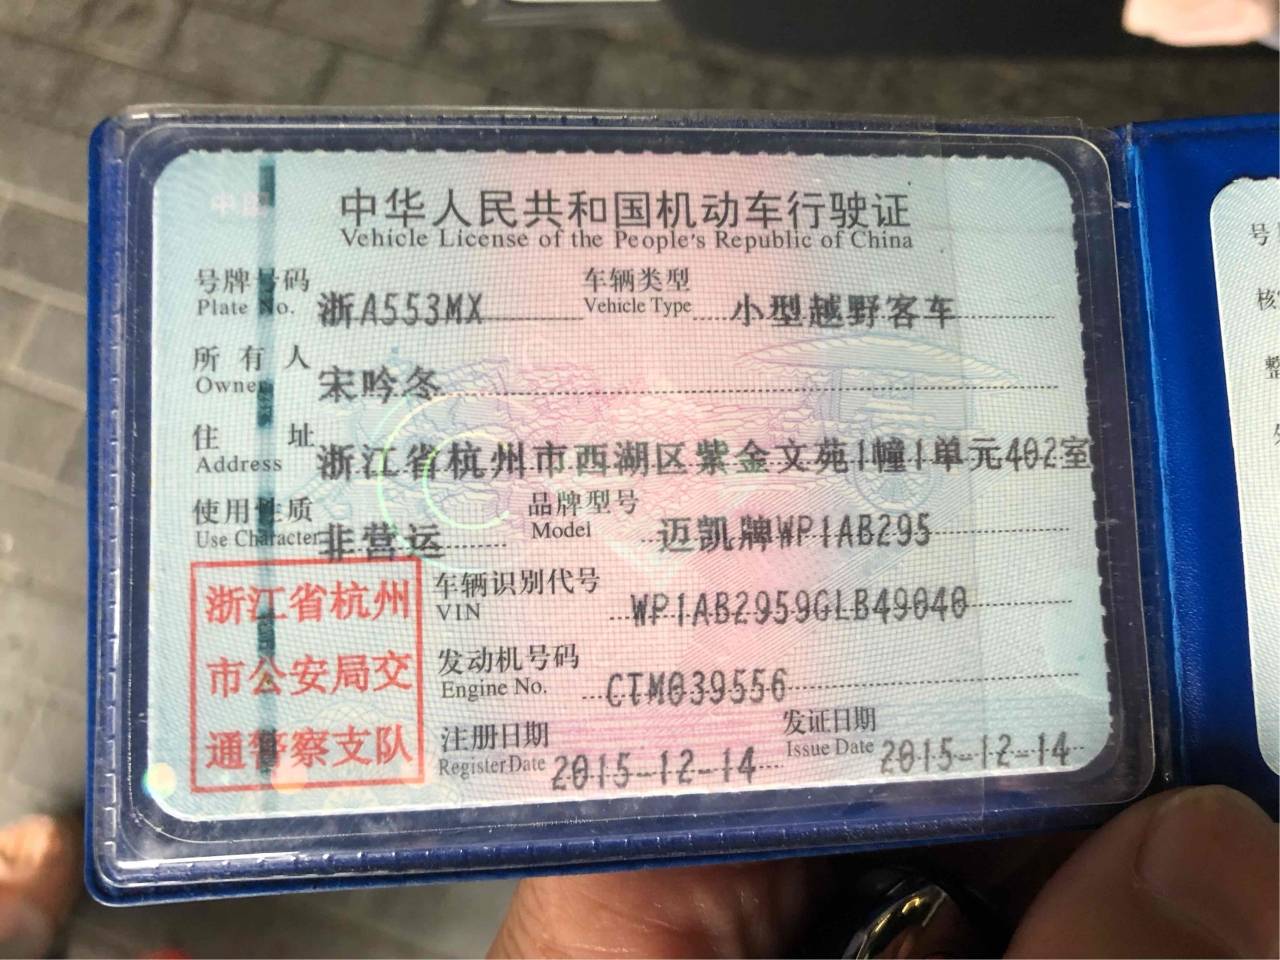 中华人民共和国机动车行驶证
Vehicle License of the People's Republic of China
号牌号码 浙A553MX 车辆类型 小型越野客车
Plate No. Vehicle Type
所有人 宋吟冬
Owner
住址 浙江省杭州市西湖区紫金文苑1幢1单元402室
Address
使用性质 非营运 品牌型号 迈凯牌WP1AB295
Use Character Model
浙江省杭州
市公安局交
通警察支队
车辆识别代号 WP1AB2959GLB49040
VIN
发动机号码 CTM039556
Engine No.
注册日期 2015-12-14 发证日期 2015-12-14
Register Date Issue Date
号
核
整